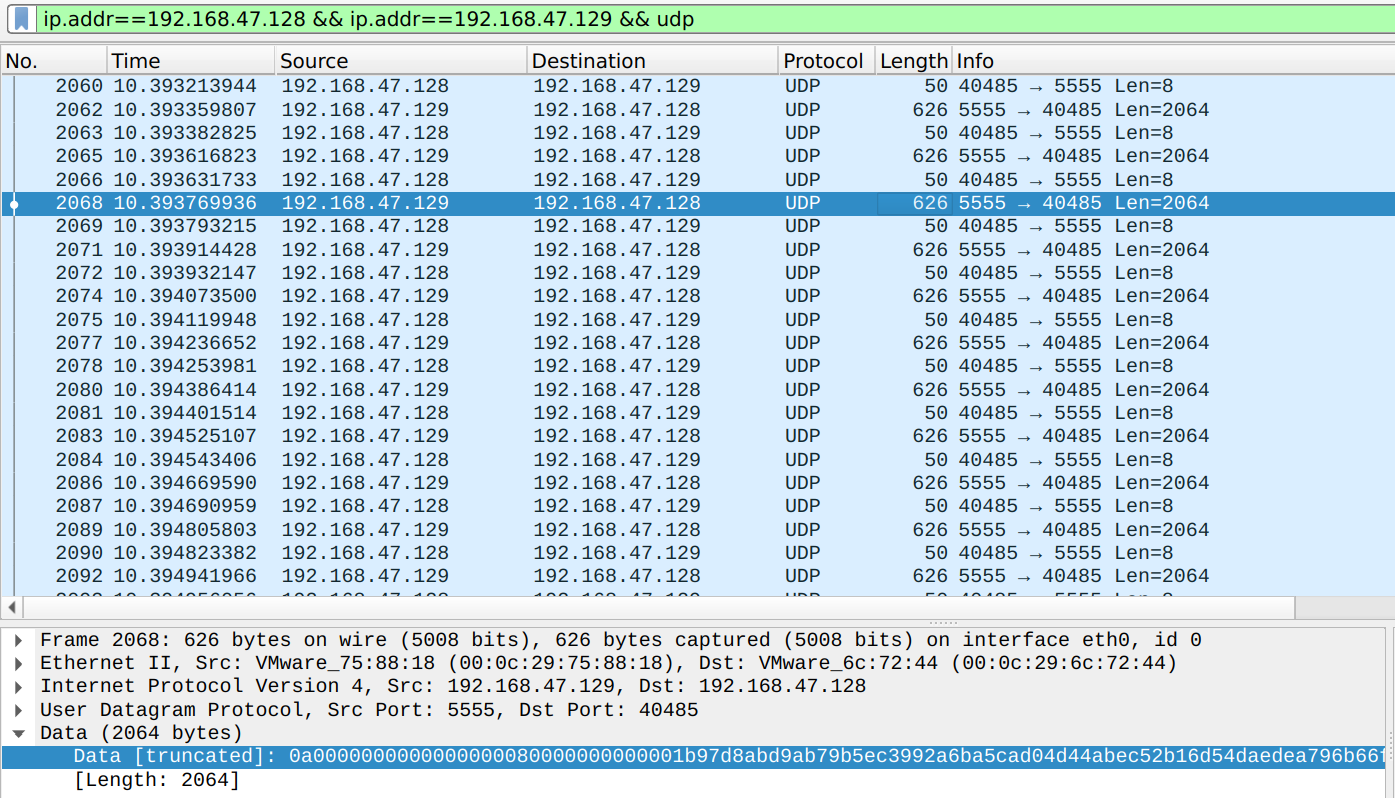 ip.addr==192.168.47.128 && ip.addr==192.168.47.129 && udp
No. Time Source Destination Protocol Length Info
2060 10.393213944 192.168.47.128 192.168.47.129 UDP 50 40485 → 5555 Len=8
2062 10.393359807 192.168.47.129 192.168.47.128 UDP 626 5555 → 40485 Len=2064
2063 10.393382825 192.168.47.128 192.168.47.129 UDP 50 40485 → 5555 Len=8
2065 10.393616823 192.168.47.129 192.168.47.128 UDP 626 5555 → 40485 Len=2064
2066 10.393631733 192.168.47.128 192.168.47.129 UDP 50 40485 → 5555 Len=8
2068 10.393769936 192.168.47.129 192.168.47.128 UDP 626 5555 → 40485 Len=2064
2069 10.393793215 192.168.47.128 192.168.47.129 UDP 50 40485 → 5555 Len=8
2071 10.393914428 192.168.47.129 192.168.47.128 UDP 626 5555 → 40485 Len=2064
2072 10.393932147 192.168.47.128 192.168.47.129 UDP 50 40485 → 5555 Len=8
2074 10.394073500 192.168.47.129 192.168.47.128 UDP 626 5555 → 40485 Len=2064
2075 10.394119948 192.168.47.128 192.168.47.129 UDP 50 40485 → 5555 Len=8
2077 10.394236652 192.168.47.129 192.168.47.128 UDP 626 5555 → 40485 Len=2064
2078 10.394253981 192.168.47.128 192.168.47.129 UDP 50 40485 → 5555 Len=8
2080 10.394386414 192.168.47.129 192.168.47.128 UDP 626 5555 → 40485 Len=2064
2081 10.394401514 192.168.47.128 192.168.47.129 UDP 50 40485 → 5555 Len=8
2083 10.394525107 192.168.47.129 192.168.47.128 UDP 626 5555 → 40485 Len=2064
2084 10.394543406 192.168.47.128 192.168.47.129 UDP 50 40485 → 5555 Len=8
2086 10.394669590 192.168.47.129 192.168.47.128 UDP 626 5555 → 40485 Len=2064
2087 10.394690959 192.168.47.128 192.168.47.129 UDP 50 40485 → 5555 Len=8
2089 10.394805803 192.168.47.129 192.168.47.128 UDP 626 5555 → 40485 Len=2064
2090 10.394823382 192.168.47.128 192.168.47.129 UDP 50 40485 → 5555 Len=8
2092 10.394941966 192.168.47.129 192.168.47.128 UDP 626 5555 → 40485 Len=2064
Frame 2068: 626 bytes on wire (5008 bits), 626 bytes captured (5008 bits) on interface eth0, id 0
Ethernet II, Src: VMware_75:88:18 (00:0c:29:75:88:18), Dst: VMware_6c:72:44 (00:0c:29:6c:72:44)
Internet Protocol Version 4, Src: 192.168.47.129, Dst: 192.168.47.128
User Datagram Protocol, Src Port: 5555, Dst Port: 40485
Data (2064 bytes)
Data [truncated]: 0a0000000000000000080000000000001b97d8abd9ab79b5ec3992a6ba5cad04d44abec52b16d54daedea796b66f
[Length: 2064]